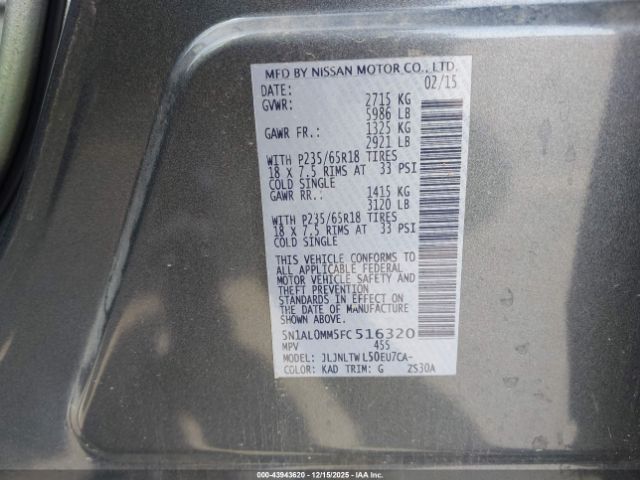 MFD BY NISSAN MOTOR CO., LTD.
DATE: 02/15
GVWR: 2715 KG
5986 LB
GAWR FR.: 1325 KG
2921 LB
WITH P235/65R18 TIRES
18 X 7.5 RIMS AT 33 PSI
COLD SINGLE
GAWR RR.: 1415 KG
3120 LB
WITH P235/65R18 TIRES
18 X 7.5 RIMS AT 33 PSI
COLD SINGLE
THIS VEHICLE CONFORMS TO
ALL APPLICABLE FEDERAL
MOTOR VEHICLE SAFETY AND
THEFT PREVENTION
STANDARDS IN EFFECT ON
THE DATE OF MANUFACTURE
SHOWN ABOVE.
5N1AL0MM5FC516320
MPV 455
MODEL: JLJNLTWL50EU7CA-
COLOR: KAD TRIM: G ZS30A
000-43943620 - 12/15/2025 - IAA US